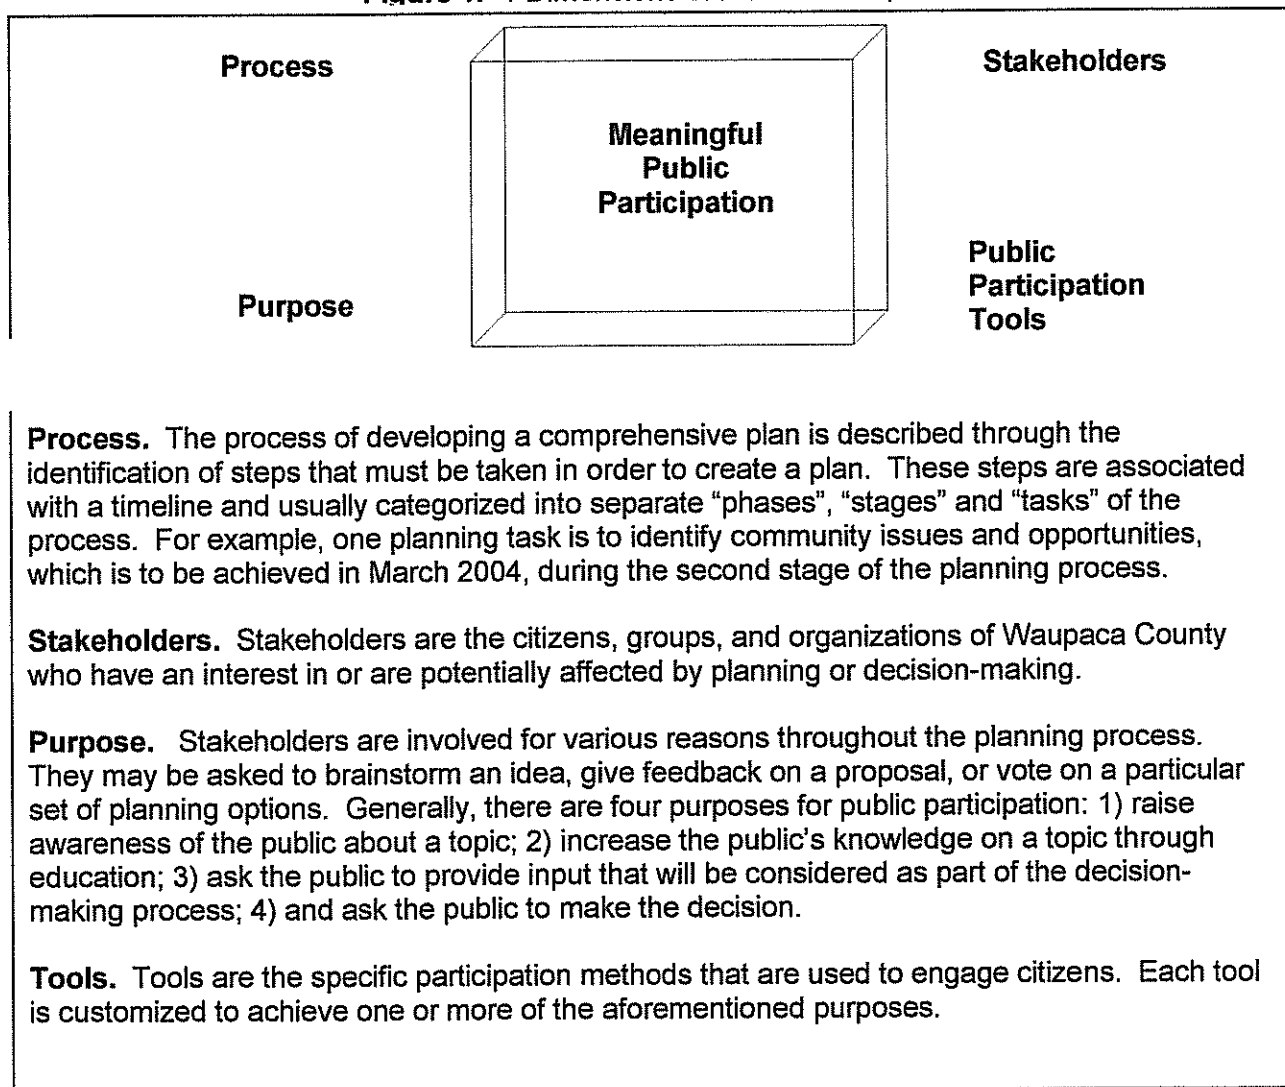 Process
Stakeholders
Meaningful
Public
Participation
Purpose
Public
Participation
Tools
Process. The process of developing a comprehensive plan is described through the
identification of steps that must be taken in order to create a plan. These steps are associated
with a timeline and usually categorized into separate “phases”, “stages” and “tasks” of the
process. For example, one planning task is to identify community issues and opportunities,
which is to be achieved in March 2004, during the second stage of the planning process.
Stakeholders. Stakeholders are the citizens, groups, and organizations of Waupaca County
who have an interest in or are potentially affected by planning or decision-making.
Purpose. Stakeholders are involved for various reasons throughout the planning process.
They may be asked to brainstorm an idea, give feedback on a proposal, or vote on a particular
set of planning options. Generally, there are four purposes for public participation: 1) raise
awareness of the public about a topic; 2) increase the public’s knowledge on a topic through
education; 3) ask the public to provide input that will be considered as part of the decision-
making process; 4) and ask the public to make the decision.
Tools. Tools are the specific participation methods that are used to engage citizens. Each tool
is customized to achieve one or more of the aforementioned purposes.